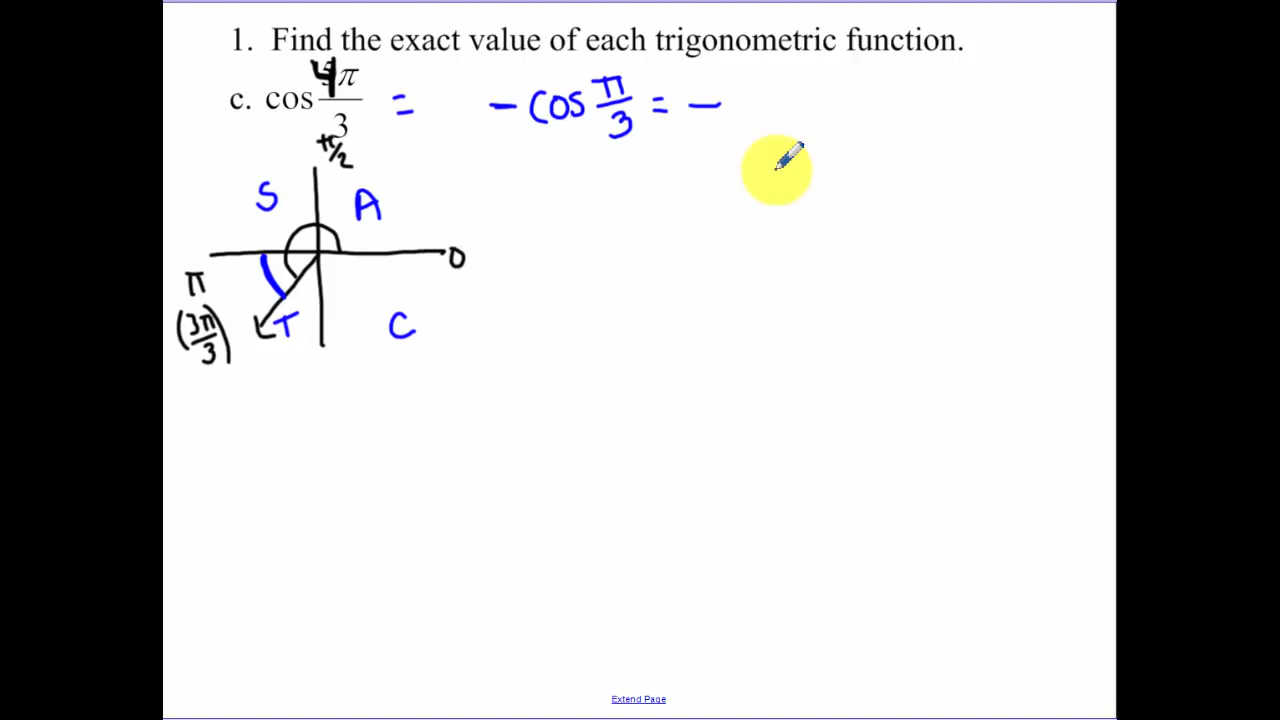 1. Find the exact value of each trigonometric function.
c. cos 4π/3 = - cos π/3 = -
π/2
S A
π 0
(3π/3) T C
Extend Page